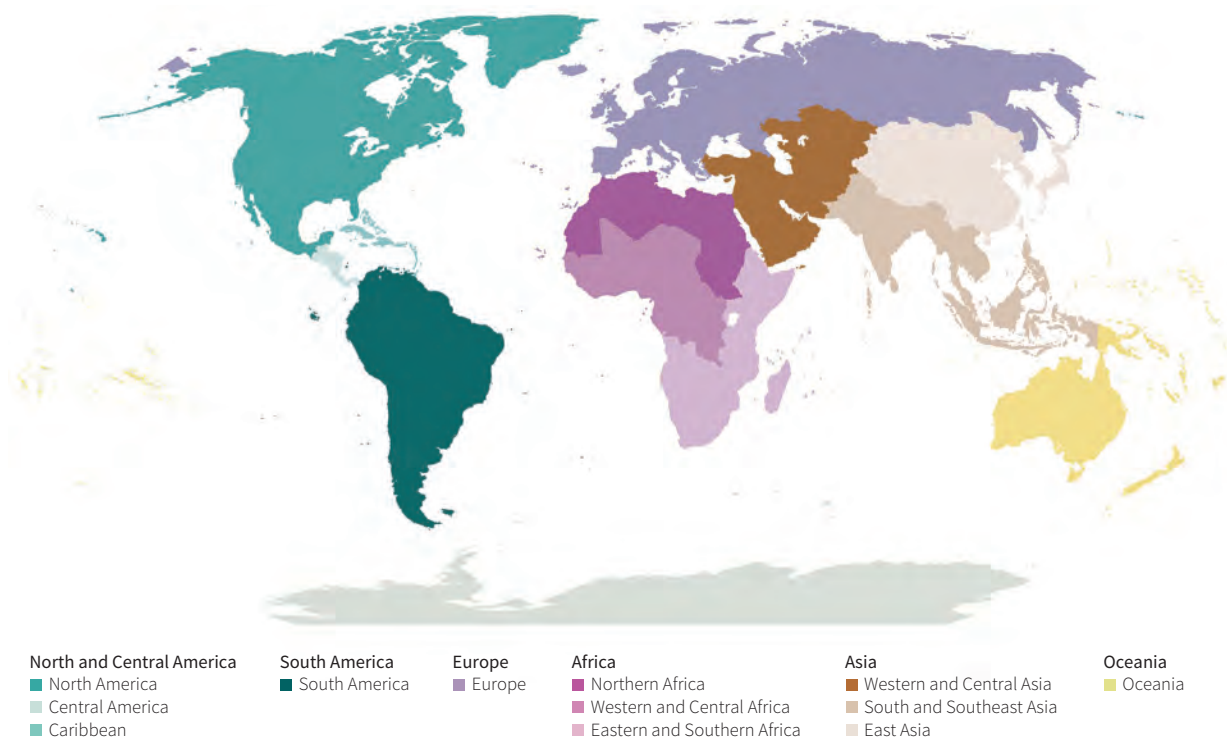 North and Central America
North America
Central America
Caribbean
South America
South America
Europe
Europe
Africa
Northern Africa
Western and Central Africa
Eastern and Southern Africa
Asia
Western and Central Asia
South and Southeast Asia
East Asia
Oceania
Oceania